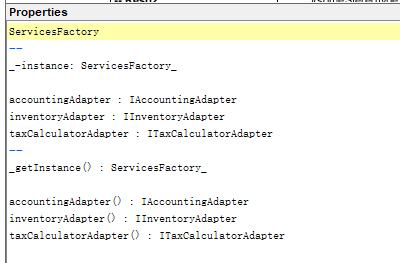 Properties
ServicesFactory
--
_-instance: ServicesFactory_
accountingAdapter : IAccountingAdapter
inventoryAdapter : IInventoryAdapter
taxCalculatorAdapter : ITaxCalculatorAdapter
--
_getInstance() : ServicesFactory_
accountingAdapter() : IAccountingAdapter
inventoryAdapter() : IInventoryAdapter
taxCalculatorAdapter() : ITaxCalculatorAdapter